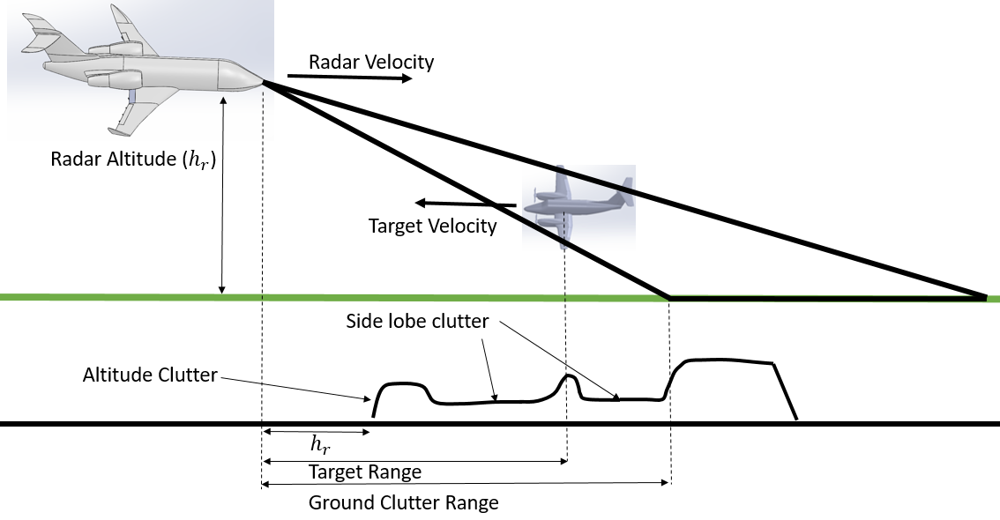 Radar Velocity
Radar Altitude (hᵣ)
Target Velocity
Side lobe clutter
Altitude Clutter
hᵣ
Target Range
Ground Clutter Range